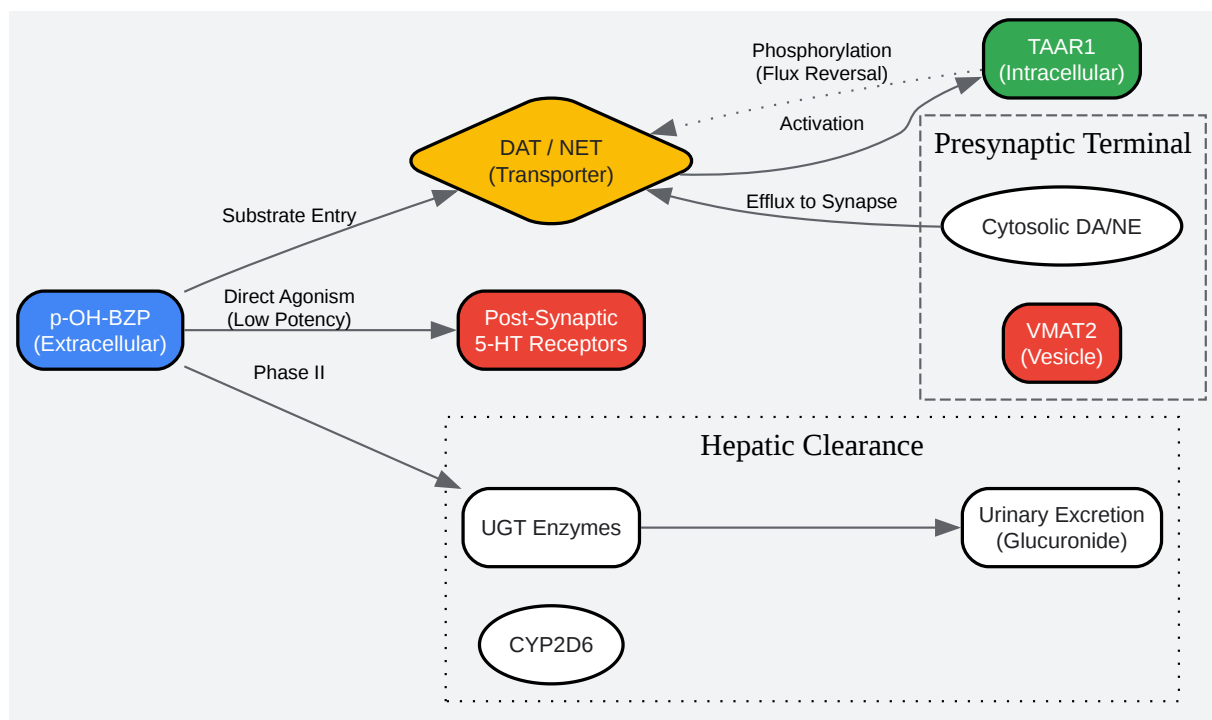 Phosphorylation
(Flux Reversal)
TAAR1
(Intracellular)
Activation
DAT / NET
(Transporter)
Presynaptic Terminal
Substrate Entry
Efflux to Synapse
Cytosolic DA/NE
p-OH-BZP
(Extracellular)
Direct Agonism
(Low Potency)
Post-Synaptic
5-HT Receptors
VMAT2
(Vesicle)
Phase II
Hepatic Clearance
UGT Enzymes
Urinary Excretion
(Glucuronide)
CYP2D6